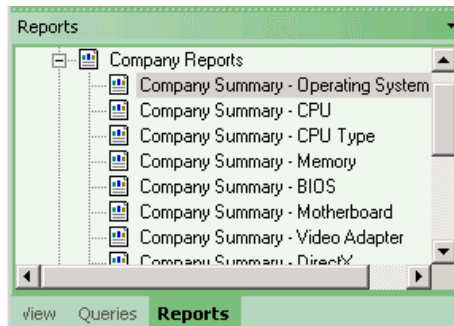 Reports
Company Reports
Company Summary - Operating System
Company Summary - CPU
Company Summary - CPU Type
Company Summary - Memory
Company Summary - BIOS
Company Summary - Motherboard
Company Summary - Video Adapter
Company Summary - DirectX
view Queries Reports